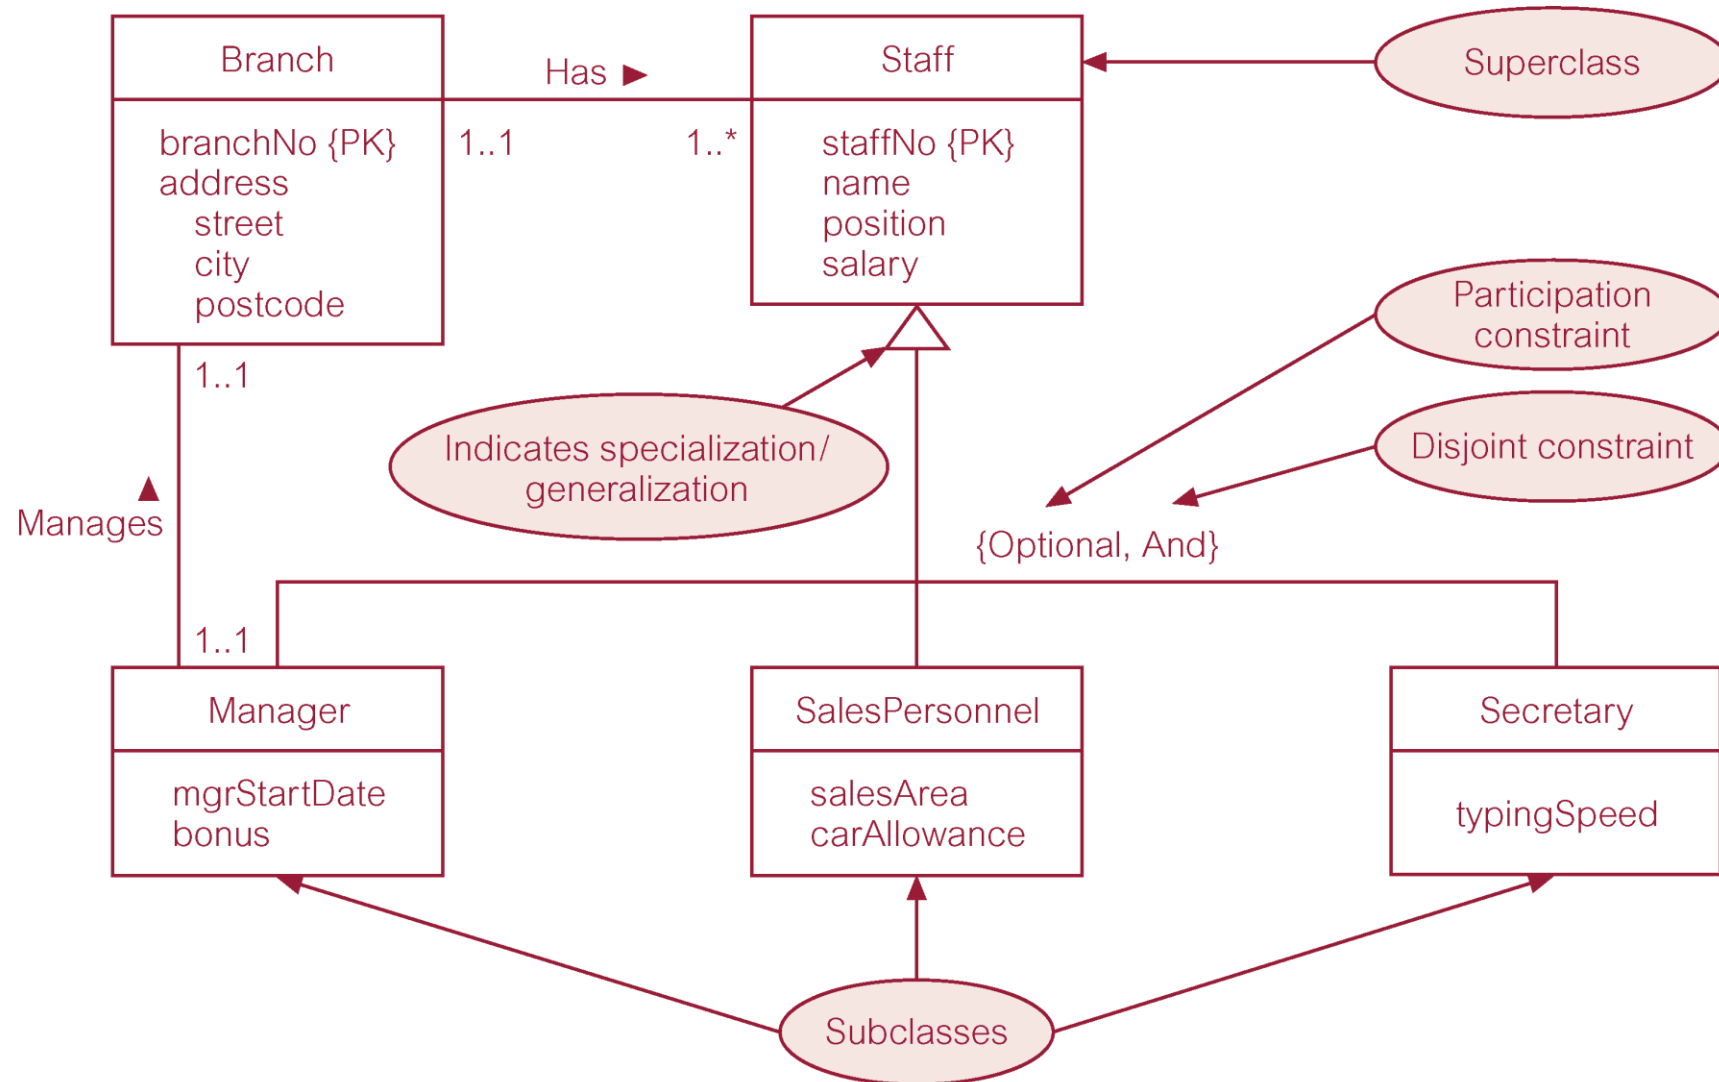 Branch
Has ►
Staff
Superclass
branchNo {PK}
address
street
city
postcode
1..1
1..*
staffNo {PK}
name
position
salary
Participation
constraint
1..1
Indicates specialization/
generalization
Disjoint constraint
▲
Manages
{Optional, And}
1..1
Manager
SalesPersonnel
Secretary
mgrStartDate
bonus
salesArea
carAllowance
typingSpeed
Subclasses